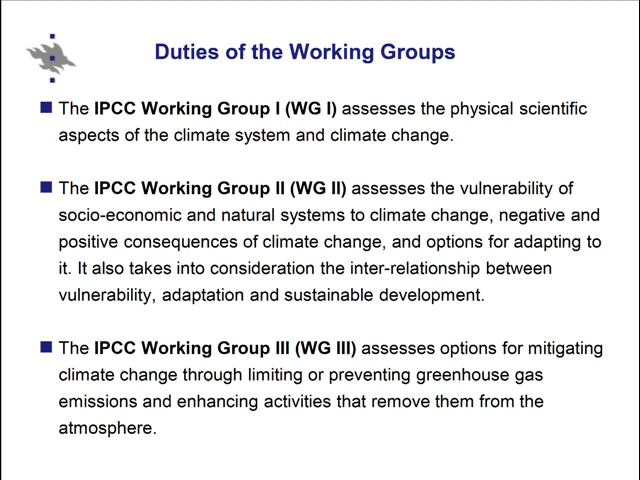 Duties of the Working Groups
The IPCC Working Group I (WG I) assesses the physical scientific
aspects of the climate system and climate change.
The IPCC Working Group II (WG II) assesses the vulnerability of
socio-economic and natural systems to climate change, negative and
positive consequences of climate change, and options for adapting to
it. It also takes into consideration the inter-relationship between
vulnerability, adaptation and sustainable development.
The IPCC Working Group III (WG III) assesses options for mitigating
climate change through limiting or preventing greenhouse gas
emissions and enhancing activities that remove them from the
atmosphere.